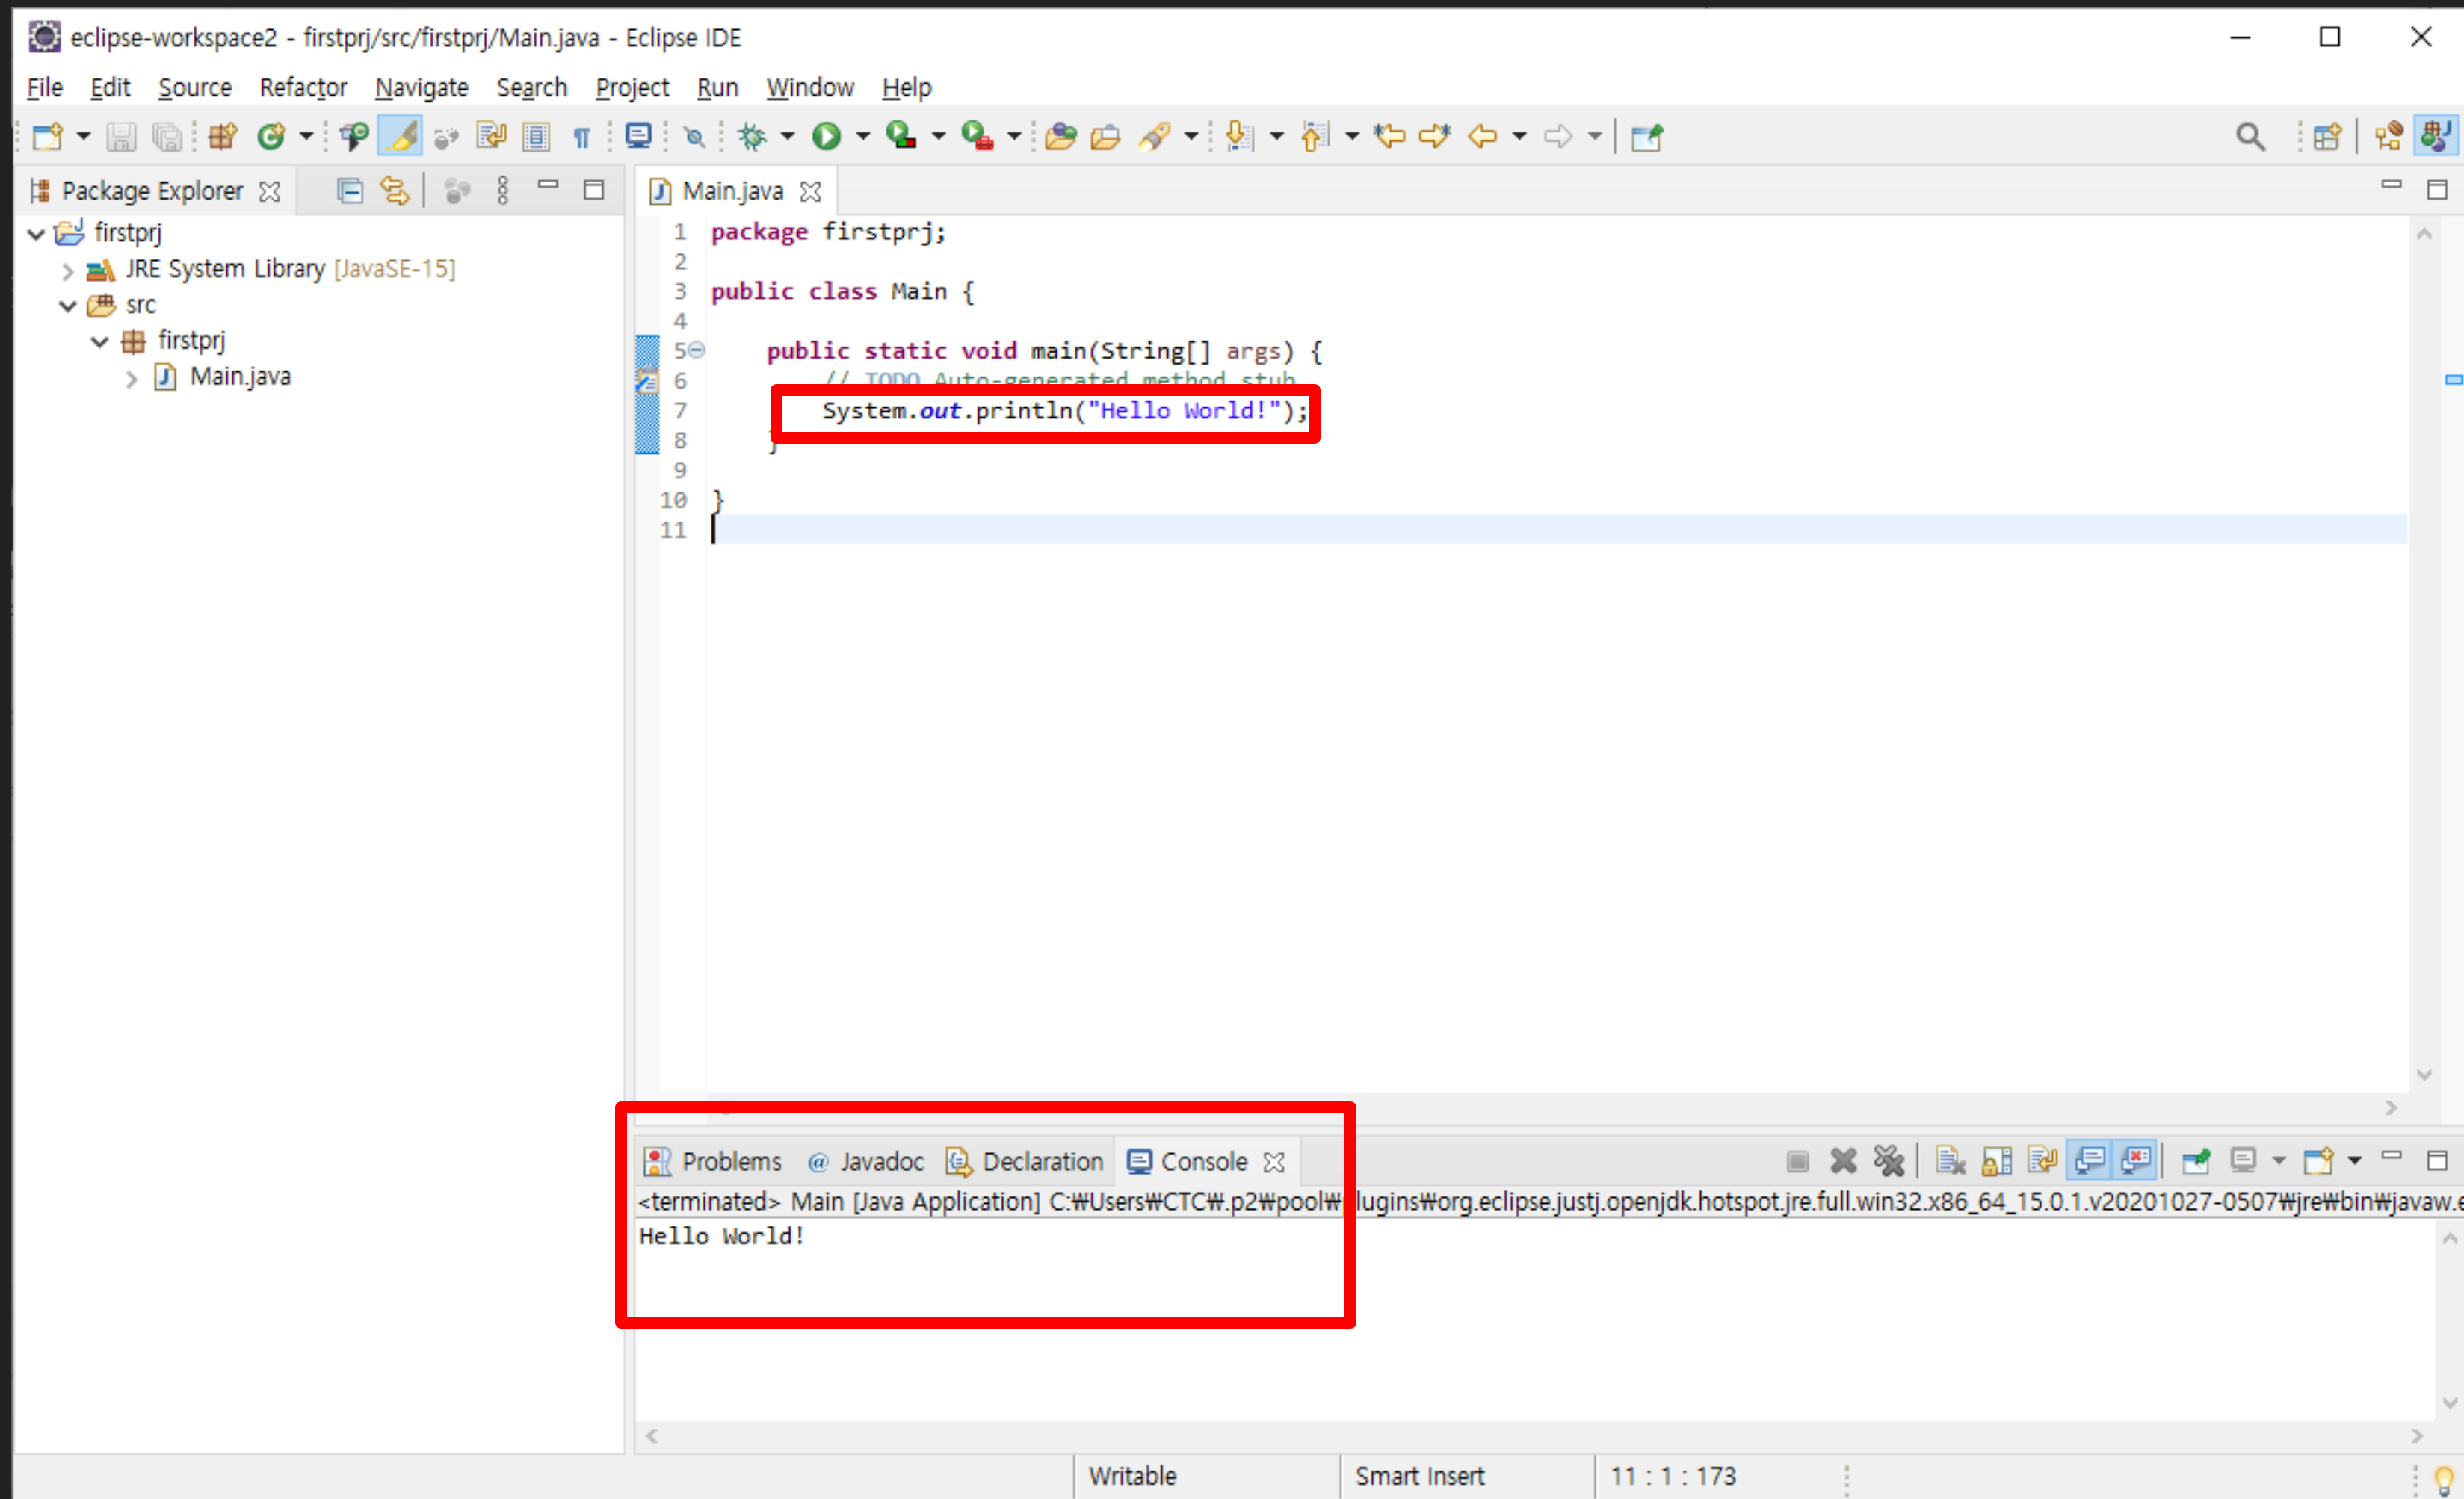 eclipse-workspace2 - firstprj/src/firstprj/Main.java - Eclipse IDE
File Edit Source Refactor Navigate Search Project Run Window Help
Package Explorer
firstprj
JRE System Library [JavaSE-15]
src
firstprj
Main.java
Main.java
1 package firstprj;
2
3 public class Main {
4
5 public static void main(String[] args) {
6 // TODO Auto-generated method stub
7 System.out.println("Hello World!");
8 }
9
10 }
11
Problems Javadoc Declaration Console
<terminated> Main [Java Application] C:₩Users₩CTC₩.p2₩pool₩plugins₩org.eclipse.justj.openjdk.hotspot.jre.full.win32.x86_64_15.0.1.v20201027-0507₩jre₩bin₩javaw.e
Hello World!
Writable Smart Insert 11 : 1 : 173